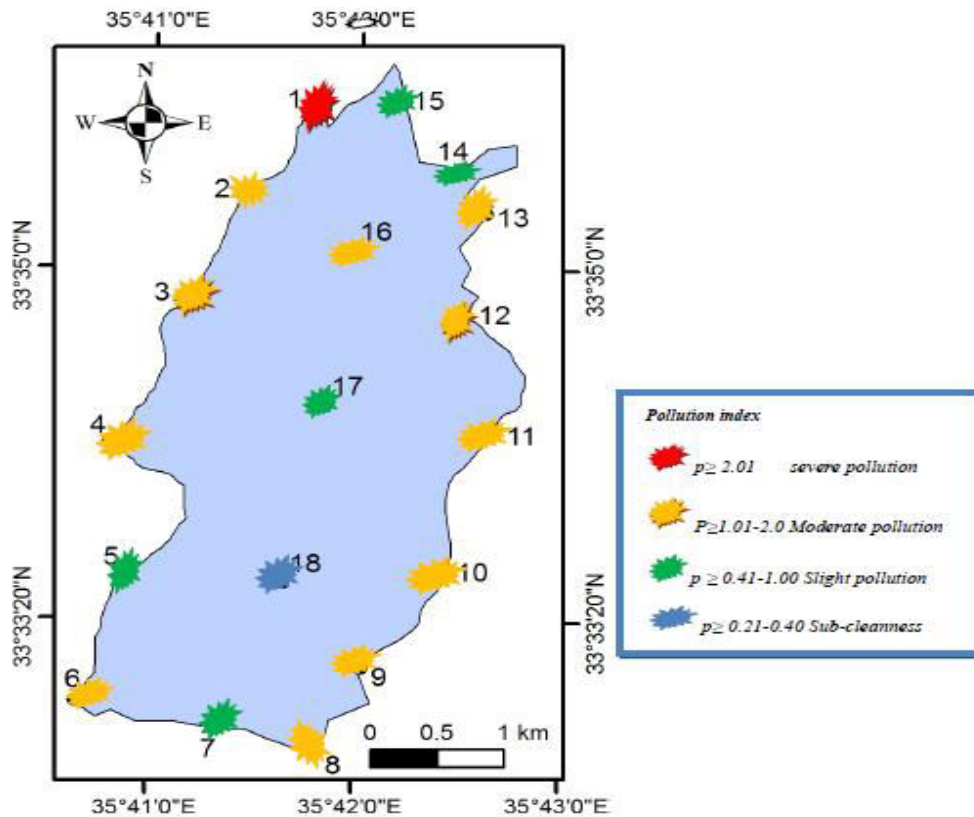 35°41'0"E 35°43'0"E
N
W E
S
1
15
2
14
13
16
3
12
17
4
11
5
18
10
6
9
7
8
33°35'0"N
33°33'20"N
33°35'0"N
33°33'20"N
0 0.5 1 km
35°41'0"E 35°42'0"E 35°43'0"E
Pollution index
p≥ 2.01 severe pollution
P≥1.01-2.0 Moderate pollution
p ≥ 0.41-1.00 Slight pollution
p≥ 0.21-0.40 Sub-cleanness